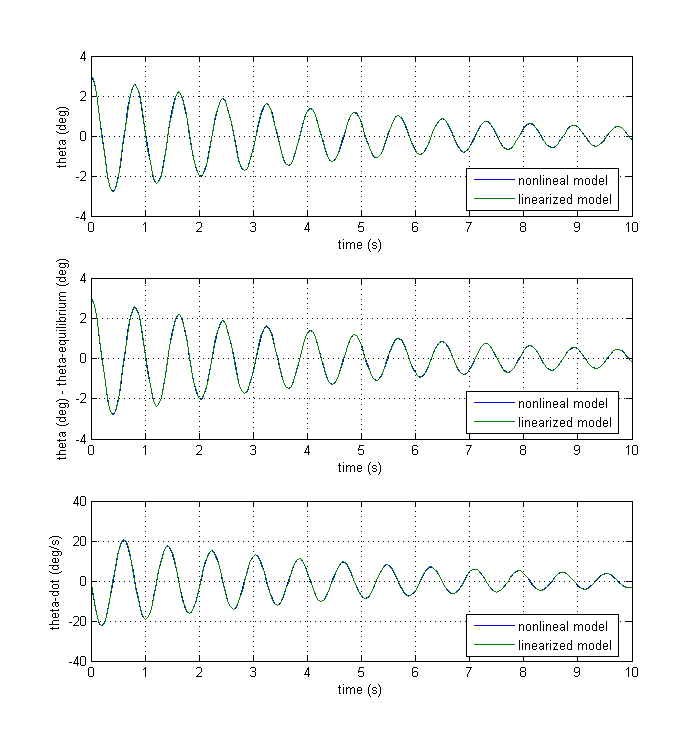 4
2
0
-2
-4
theta (deg)
0 1 2 3 4 5 6 7 8 9 10
time (s)
nonlineal model
linearized model
4
2
0
-2
-4
theta (deg) - theta-equilibrium (deg)
0 1 2 3 4 5 6 7 8 9 10
time (s)
nonlineal model
linearized model
40
20
0
-20
-40
theta-dot (deg/s)
0 1 2 3 4 5 6 7 8 9 10
time (s)
nonlineal model
linearized model